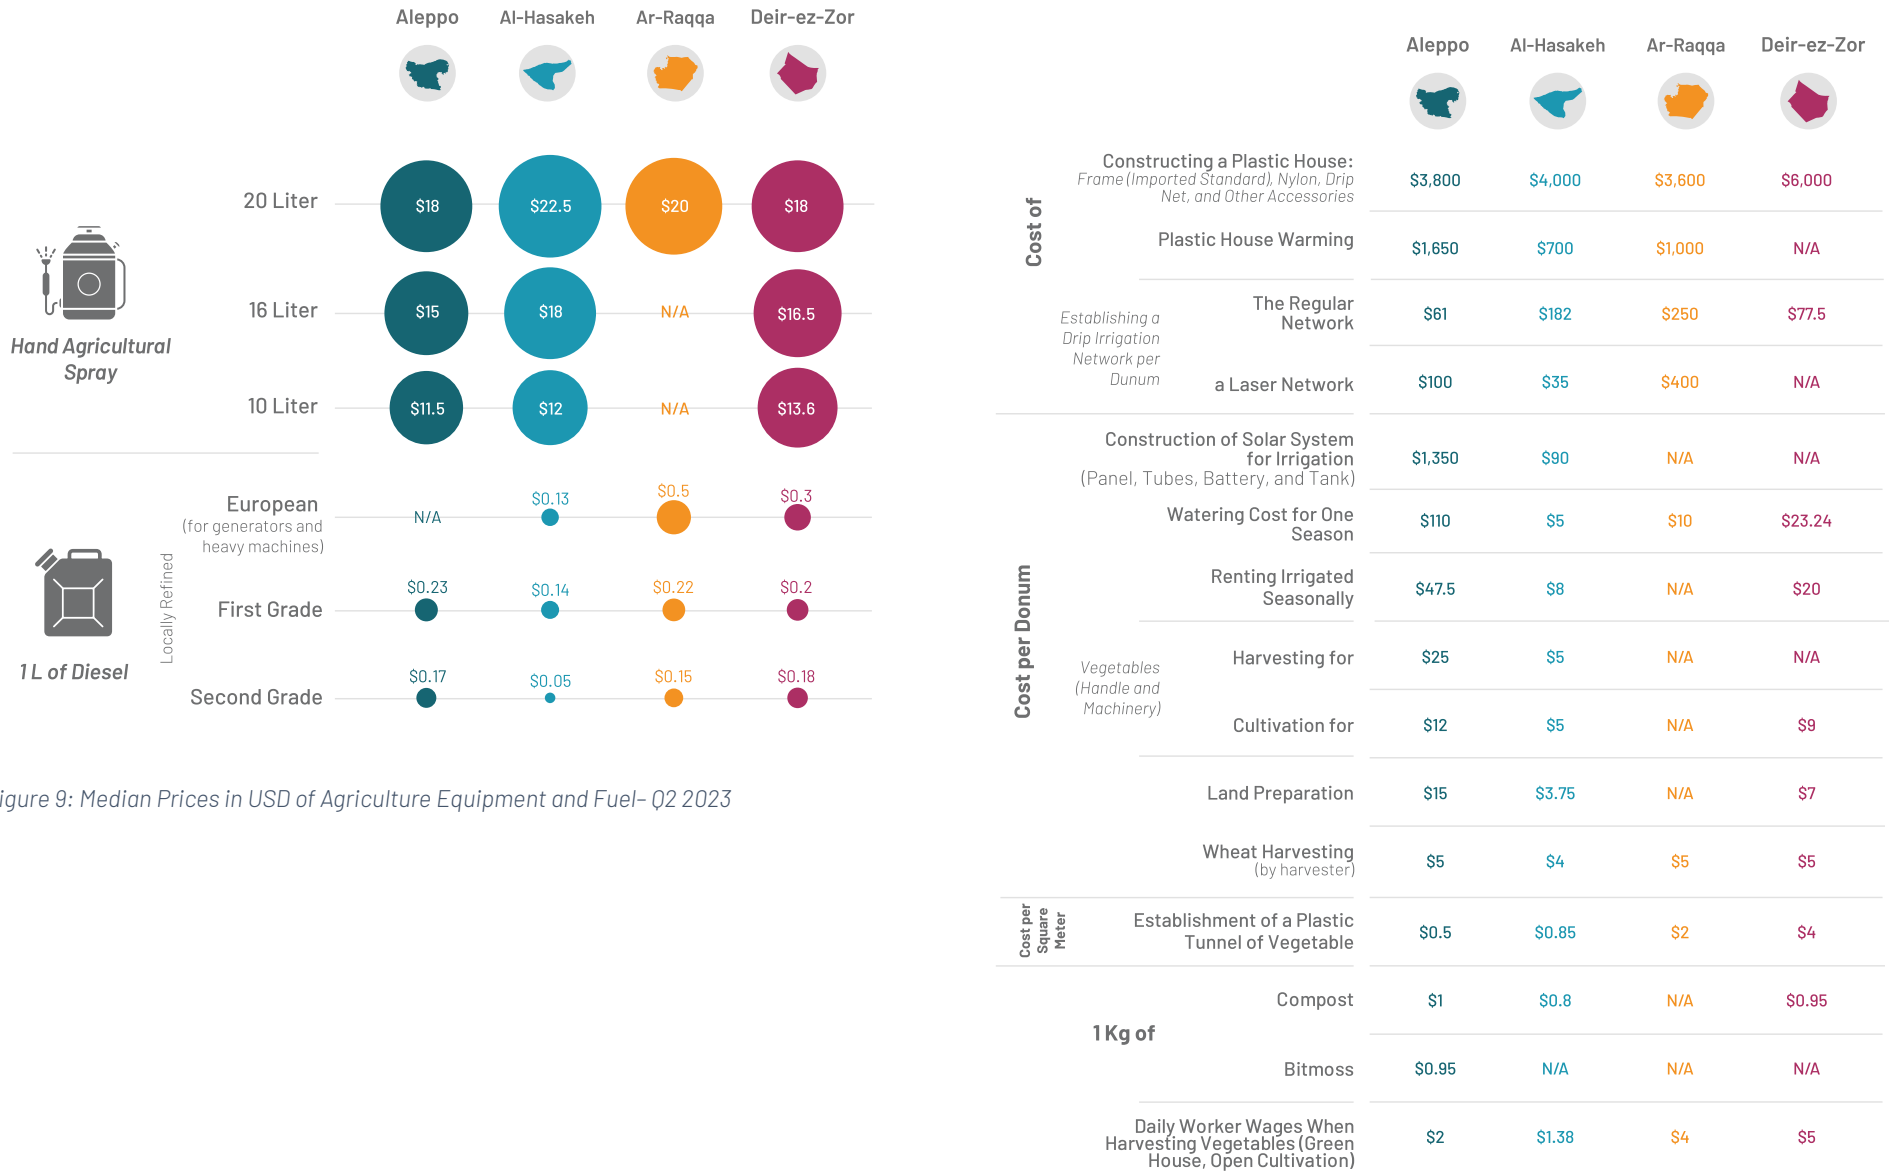 Aleppo Al-Hasakeh Ar-Raqqa Deir-ez-Zor
20 Liter $18 $22.5 $20 $18
16 Liter $15 $18 N/A $16.5
Hand Agricultural
Spray
10 Liter $11.5 $12 N/A $13.6
European
(for generators and
heavy machines)
N/A $0.13 $0.5 $0.3
Locally Refined
First Grade $0.23 $0.14 $0.22 $0.2
1 L of Diesel
Second Grade $0.17 $0.05 $0.15 $0.18
igure 9: Median Prices in USD of Agriculture Equipment and Fuel– Q2 2023
Aleppo Al-Hasakeh Ar-Raqqa Deir-ez-Zor
Cost of
Constructing a Plastic House:
Frame (Imported Standard), Nylon, Drip
Net, and Other Accessories
$3,800 $4,000 $3,600 $6,000
Plastic House Warming $1,650 $700 $1,000 N/A
Establishing a
Drip Irrigation
Network per
Dunum
The Regular
Network
$61 $182 $250 $77.5
a Laser Network $100 $35 $400 N/A
Cost per Donum
Construction of Solar System
for Irrigation
(Panel, Tubes, Battery, and Tank)
$1,350 $90 N/A N/A
Watering Cost for One
Season
$110 $5 $10 $23.24
Renting Irrigated
Seasonally
$47.5 $8 N/A $20
Vegetables
(Handle and
Machinery)
Harvesting for $25 $5 N/A N/A
Cultivation for $12 $5 N/A $9
Land Preparation $15 $3.75 N/A $7
Wheat Harvesting
(by harvester)
$5 $4 $5 $5
Cost per
Square
Meter
Establishment of a Plastic
Tunnel of Vegetable
$0.5 $0.85 $2 $4
1 Kg of
Compost $1 $0.8 N/A $0.95
Bitmoss $0.95 N/A N/A N/A
Daily Worker Wages When
Harvesting Vegetables (Green
House, Open Cultivation)
$2 $1.38 $4 $5